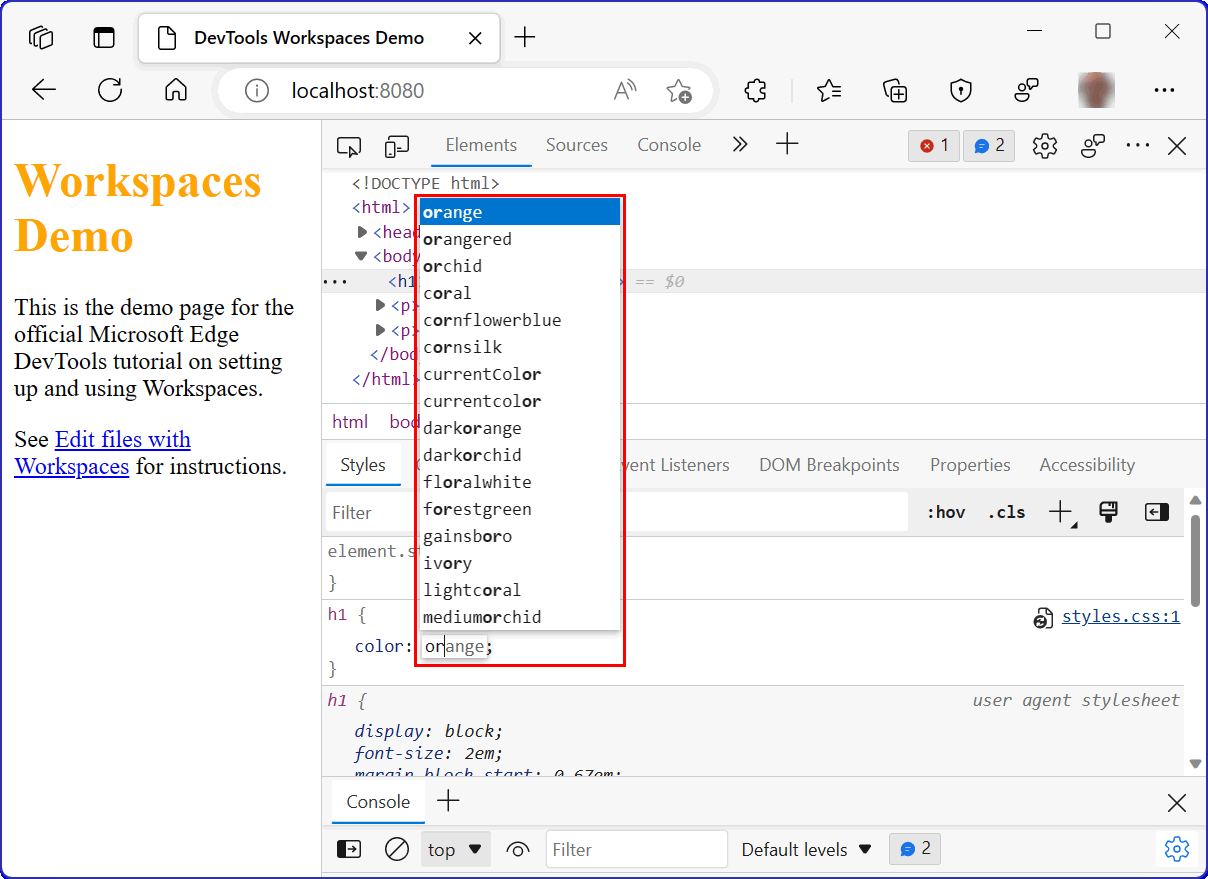 DevTools Workspaces Demo
localhost:8080
Workspaces
Demo
This is the demo page for the
official Microsoft Edge
DevTools tutorial on setting
up and using Workspaces.
See Edit files with
Workspaces for instructions.
Elements Sources Console 1 2
<!DOCTYPE html>
<html>
<head
<body
<h1 == $0
<p>
<p>
</bod
</html>
html bod
orange
orangered
orchid
coral
cornflowerblue
cornsilk
currentColor
currentcolor
darkorange
darkorchid
floralwhite
forestgreen
gainsboro
ivory
lightcoral
mediumorchid
Styles vent Listeners DOM Breakpoints Properties Accessibility
Filter :hov .cls
element.st
}
h1 { styles.css:1
color: orange;
}
h1 { user agent stylesheet
display: block;
font-size: 2em;
margin-block-start: 0.67em;
Console
top Filter Default levels 2